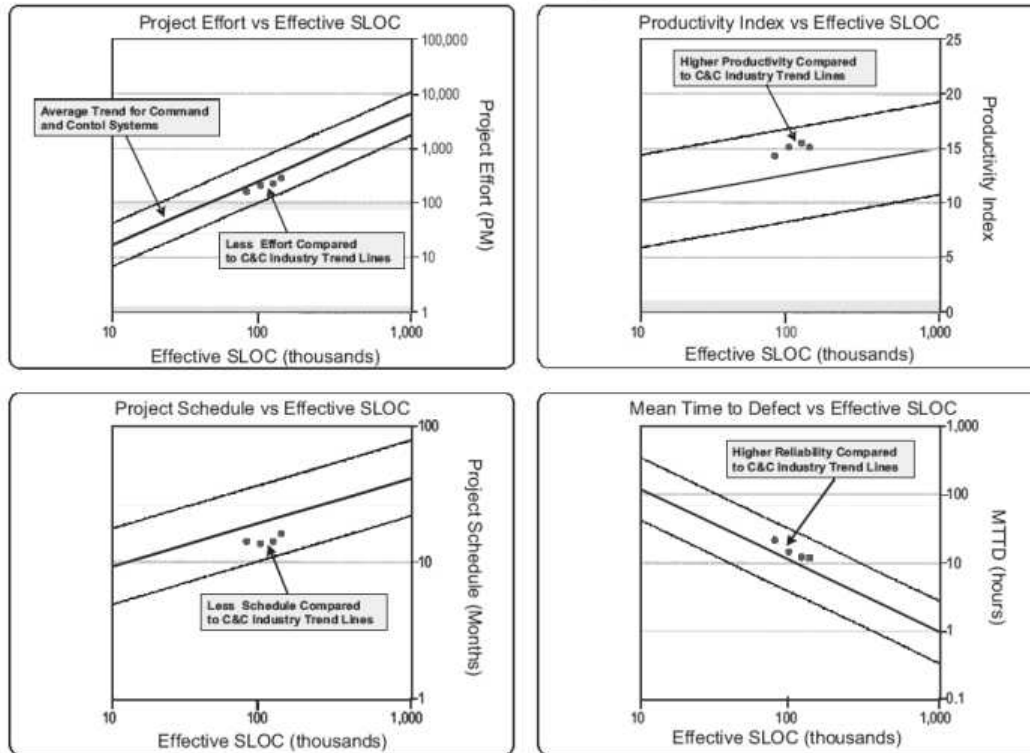 Project Effort vs Effective SLOC
100,000
10,000
1,000
100
10
1
Project Effort (PM)
Average Trend for Command
and Contol Systems
Less Effort Compared
to C&C Industry Trend Lines
10
100
1,000
Effective SLOC (thousands)
Productivity Index vs Effective SLOC
25
20
15
10
5
0
Productivity Index
Higher Productivity Compared
to C&C Industry Trend Lines
10
100
1,000
Effective SLOC (thousands)
Project Schedule vs Effective SLOC
100
10
1
Project Schedule (Months)
Less Schedule Compared
to C&C Industry Trend Lines
10
100
1,000
Effective SLOC (thousands)
Mean Time to Defect vs Effective SLOC
1,000
100
10
1
0.1
MTTD (hours)
Higher Reliability Compared
to C&C Industry Trend Lines
10
100
1,000
Effective SLOC (thousands)